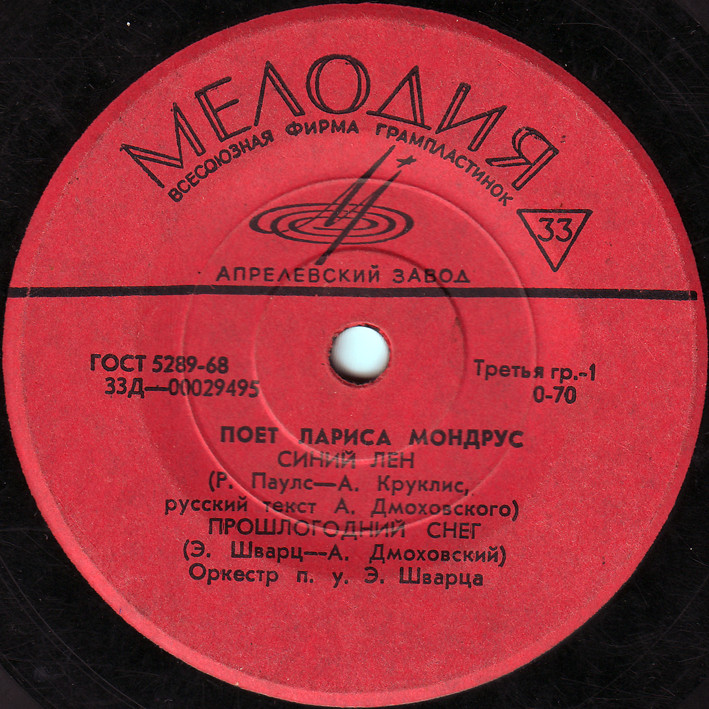 МЕЛОДИЯ
ВСЕСОЮЗНАЯ ФИРМА ГРАМПЛАСТИНОК
33
АПРЕЛЕВСКИЙ ЗАВОД
ГОСТ 5289-68
33Д—00029495
Третья гр.-1
0-70
ПОЕТ ЛАРИСА МОНДРУС
СИНИЙ ЛЕН
(Р. Паулс—А. Круклис,
русский текст А. Дмоховского)
ПРОШЛОГОДНИЙ СНЕГ
(Э. Шварц—А. Дмоховский)
Оркестр п. у. Э. Шварца